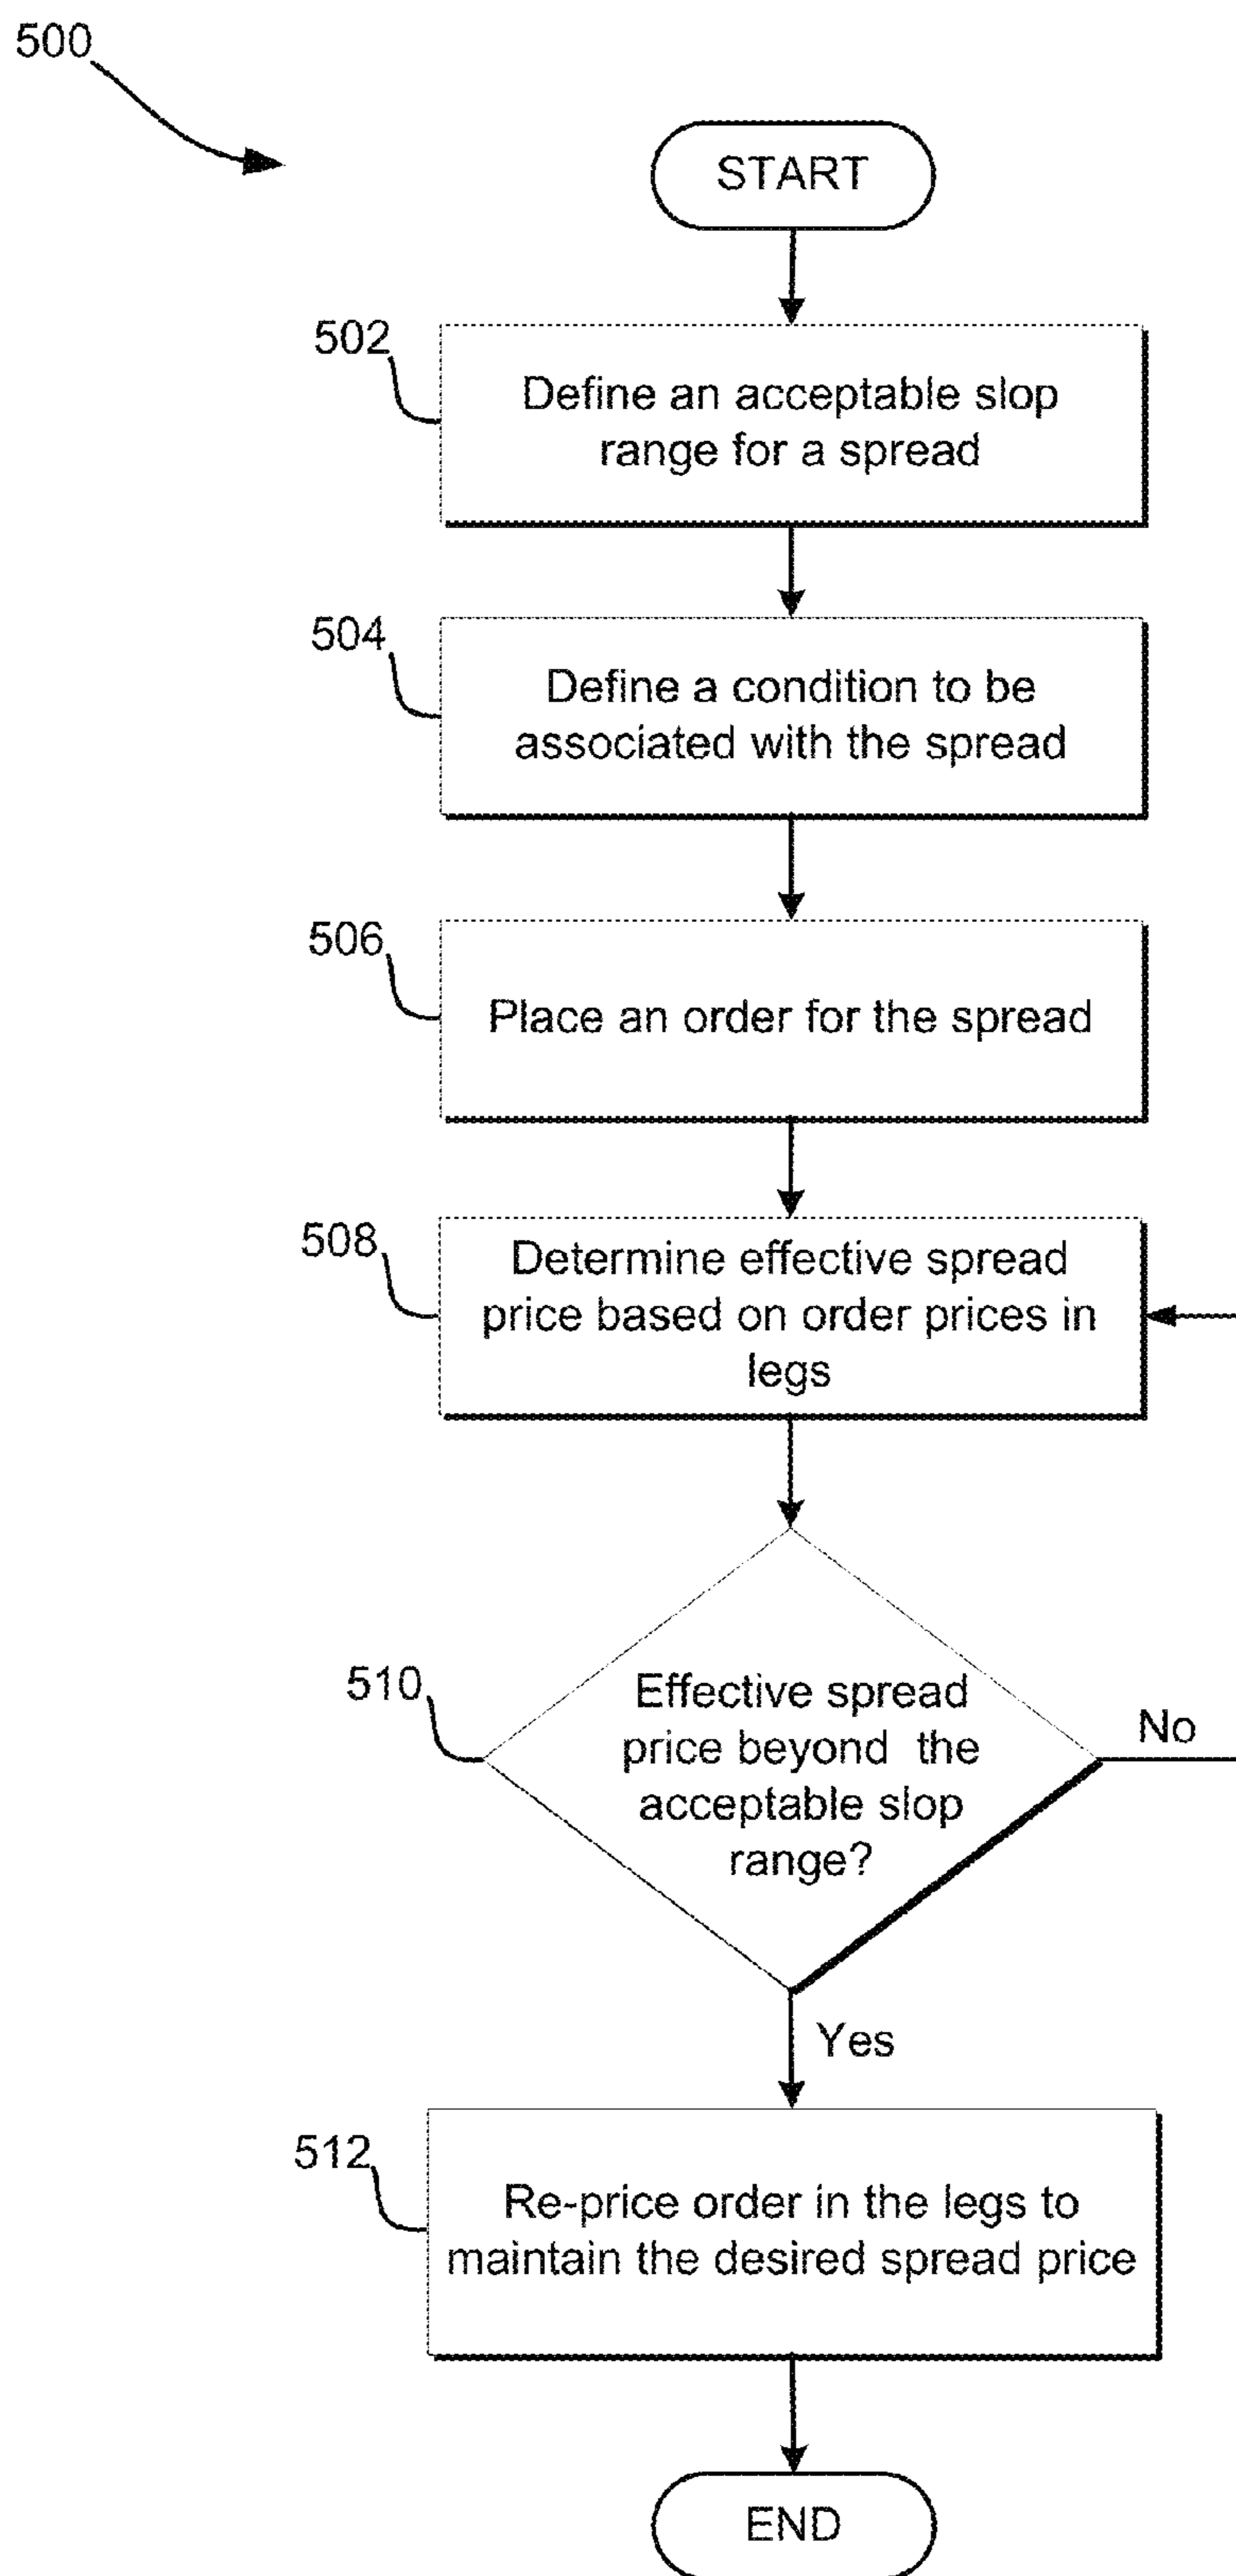 500
START
502
Define an acceptable slop
range for a spread
504
Define a condition to be
associated with the spread
506
Place an order for the spread
508
Determine effective spread
price based on order prices in
legs
510
Effective spread
price beyond the
acceptable slop
range?
No
Yes
512
Re-price order in the legs to
maintain the desired spread price
END